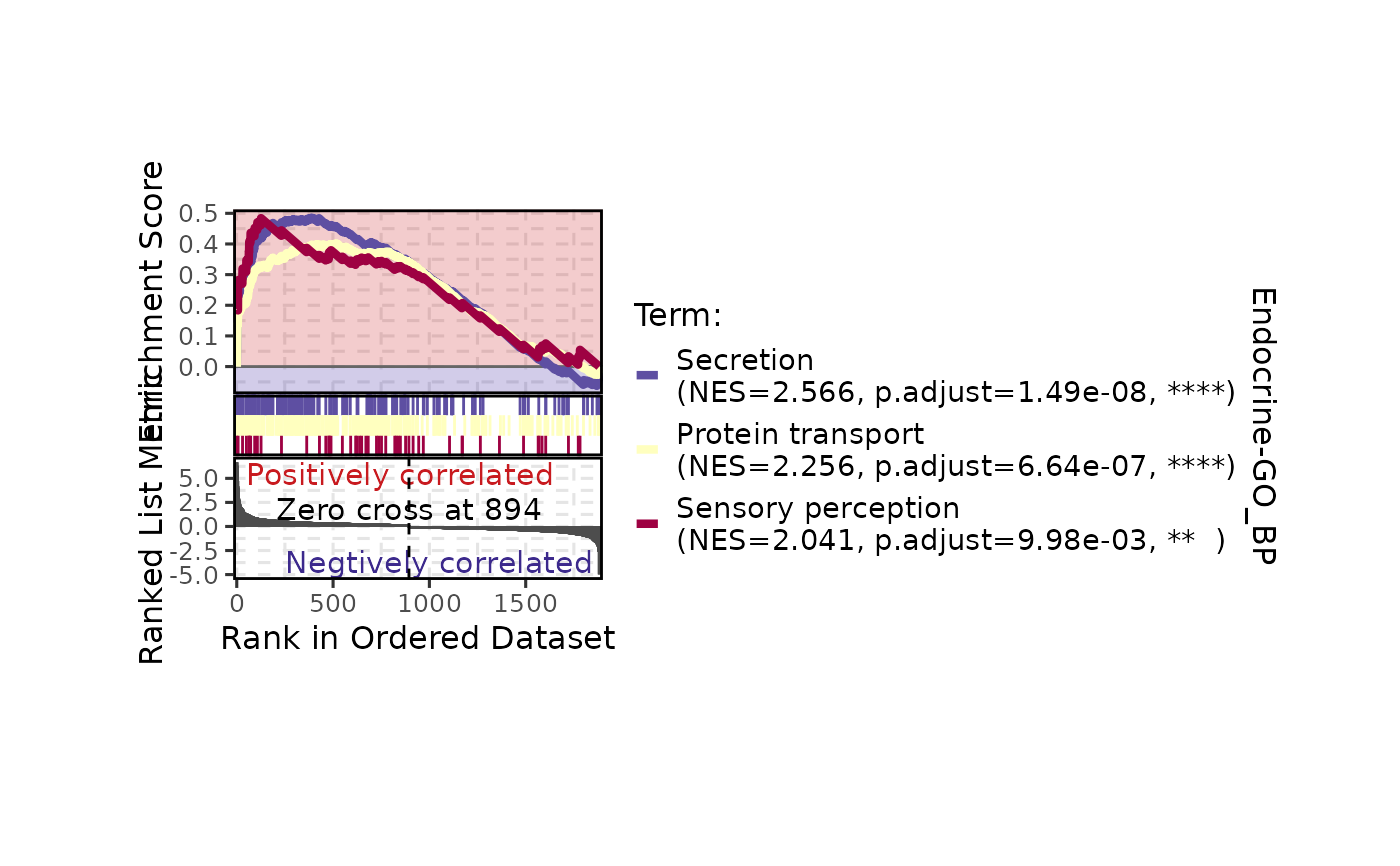 Enrichment Score
0.5
0.4
0.3
0.2
0.1
0.0
Ranked List Metric
5.0
2.5
0.0
-2.5
-5.0
Positively correlated
Zero cross at 894
Negtively correlated
0 500 1000 1500
Rank in Ordered Dataset
Term:
Secretion
(NES=2.566, p.adjust=1.49e-08, ****)
Protein transport
(NES=2.256, p.adjust=6.64e-07, ****)
Sensory perception
(NES=2.041, p.adjust=9.98e-03, ** )
Endocrine-GO_BP